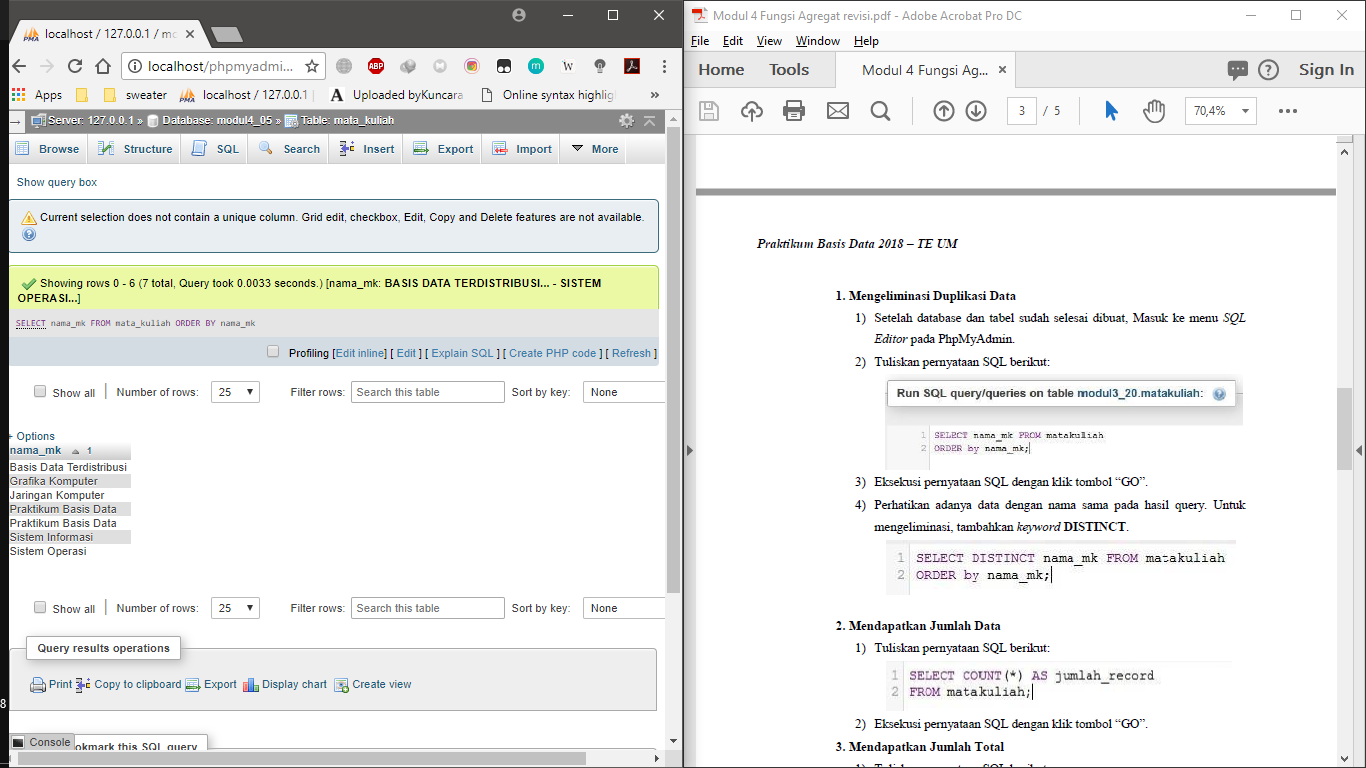 localhost / 127.0.0.1 / mo
localhost/phpmyadmi...
Apps sweater localhost / 127.0.0.1 Uploaded byKuncara Online syntax highlig »
Server: 127.0.0.1 » Database: modul4_05 » Table: mata_kuliah
Browse Structure SQL Search Insert Export Import More
Show query box
Current selection does not contain a unique column. Grid edit, checkbox, Edit, Copy and Delete features are not available.
Showing rows 0 - 6 (7 total, Query took 0.0033 seconds.) [nama_mk: BASIS DATA TERDISTRIBUSI... - SISTEM
OPERASI...]
SELECT nama_mk FROM mata_kuliah ORDER BY nama_mk
Profiling [Edit inline] [ Edit ] [ Explain SQL ] [ Create PHP code ] [ Refresh ]
Show all Number of rows: 25 Filter rows: Search this table Sort by key: None
+ Options
nama_mk 1
Basis Data Terdistribusi
Grafika Komputer
Jaringan Komputer
Praktikum Basis Data
Praktikum Basis Data
Sistem Informasi
Sistem Operasi
Show all Number of rows: 25 Filter rows: Search this table Sort by key: None
Query results operations
Print Copy to clipboard Export Display chart Create view
8
Console
okmark this SQL query
Modul 4 Fungsi Agregat revisi.pdf - Adobe Acrobat Pro DC
File Edit View Window Help
Home Tools Modul 4 Fungsi Ag... × Sign In
3 / 5 70,4%
Praktikum Basis Data 2018 – TE UM
1. Mengeliminasi Duplikasi Data
1) Setelah database dan tabel sudah selesai dibuat, Masuk ke menu SQL
Editor pada PhpMyAdmin.
2) Tuliskan pernyataan SQL berikut:
Run SQL query/queries on table modul3_20.matakuliah:
1 SELECT nama_mk FROM matakuliah
2 ORDER by nama_mk;
3) Eksekusi pernyataan SQL dengan klik tombol “GO”.
4) Perhatikan adanya data dengan nama sama pada hasil query. Untuk
mengeliminasi, tambahkan keyword DISTINCT.
1 SELECT DISTINCT nama_mk FROM matakuliah
2 ORDER by nama_mk;
2. Mendapatkan Jumlah Data
1) Tuliskan pernyataan SQL berikut:
1 SELECT COUNT(*) AS jumlah_record
2 FROM matakuliah;
2) Eksekusi pernyataan SQL dengan klik tombol “GO”.
3. Mendapatkan Jumlah Total
1) Tuliskan pernyataan SQL berikut: